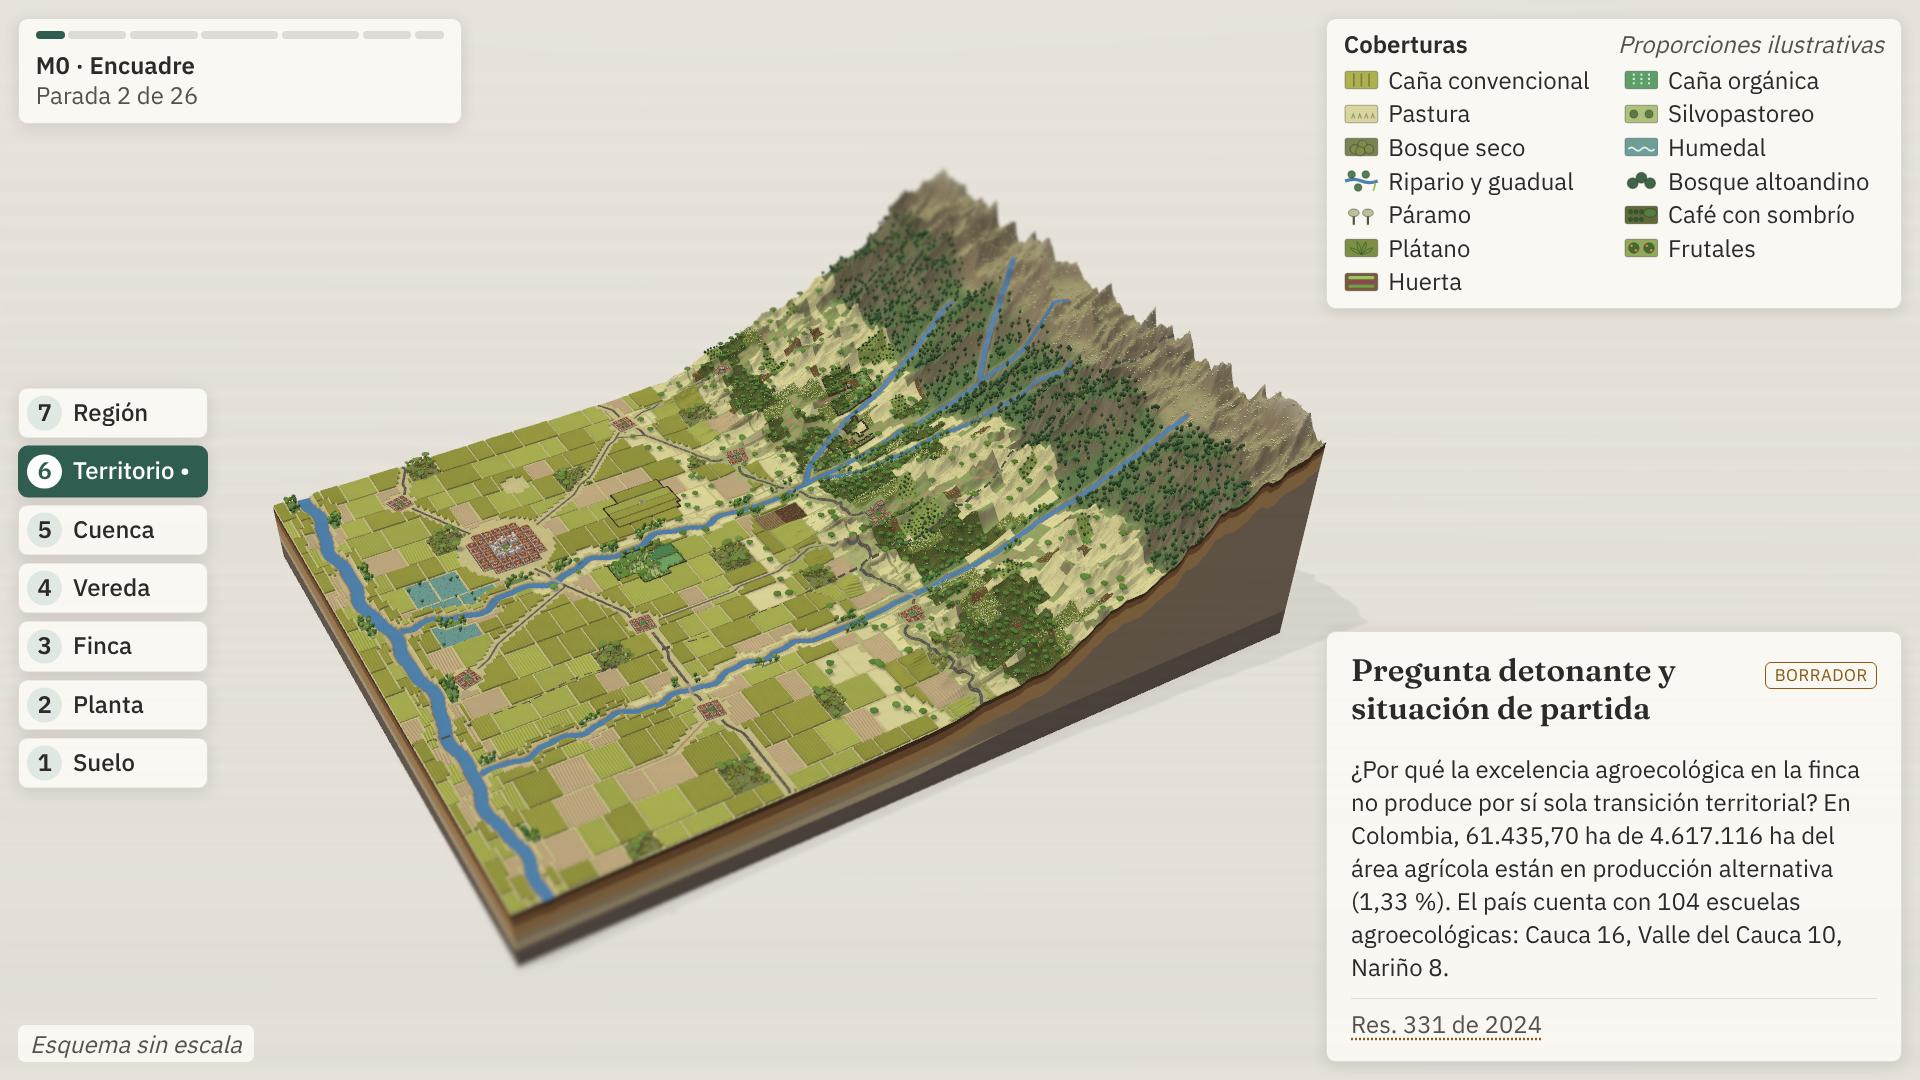 M0 · Encuadre
Parada 2 de 26
Coberturas
Proporciones ilustrativas
Caña convencional
Caña orgánica
Pastura
Silvopastoreo
Bosque seco
Humedal
Ripario y guadual
Bosque altoandino
Páramo
Café con sombrío
Plátano
Frutales
Huerta
7 Región
6 Territorio •
5 Cuenca
4 Vereda
3 Finca
2 Planta
1 Suelo
Pregunta detonante y
situación de partida
BORRADOR
¿Por qué la excelencia agroecológica en la finca
no produce por sí sola transición territorial? En
Colombia, 61.435,70 ha de 4.617.116 ha del
área agrícola están en producción alternativa
(1,33 %). El país cuenta con 104 escuelas
agroecológicas: Cauca 16, Valle del Cauca 10,
Nariño 8.
Res. 331 de 2024
Esquema sin escala